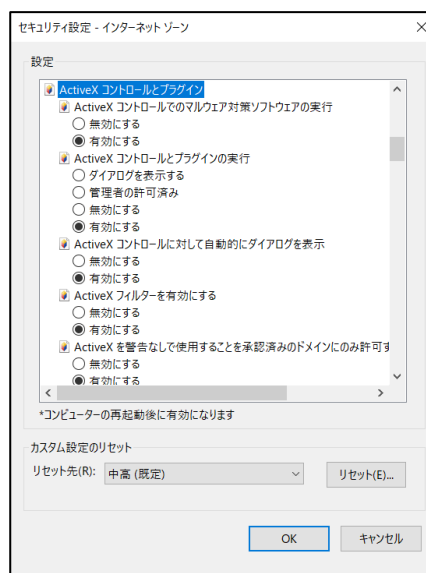 セキュリティ設定 - インターネット ゾーン
設定
ActiveX コントロールとプラグイン
ActiveX コントロールでのマルウェア対策ソフトウェアの実行
無効にする
有効にする
ActiveX コントロールとプラグインの実行
ダイアログを表示する
管理者の許可済み
無効にする
有効にする
ActiveX コントロールに対して自動的にダイアログを表示
無効にする
有効にする
ActiveX フィルターを有効にする
無効にする
有効にする
ActiveX を警告なしで使用することを承認済みのドメインにのみ許可す
無効にする
有効にする
*コンピューターの再起動後に有効になります
カスタム設定のリセット
リセット先(R): 中高 (既定) リセット(E)...
OK キャンセル